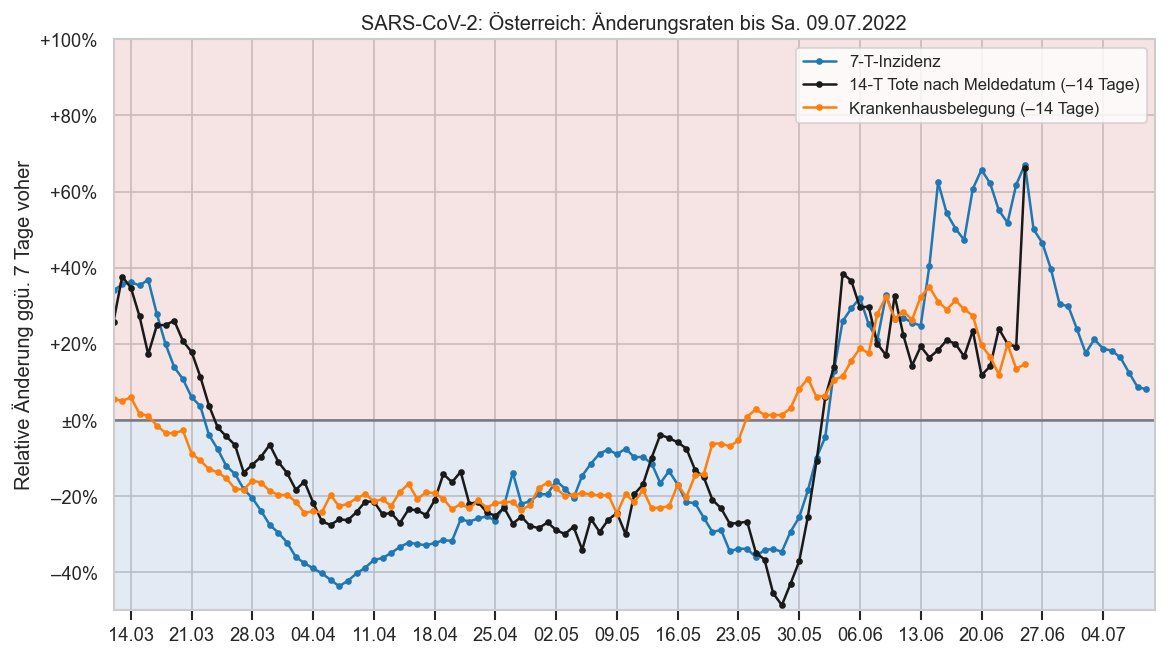 SARS-CoV-2: Österreich: Änderungsraten bis Sa. 09.07.2022
7-T-Inzidenz
14-T Tote nach Meldedatum (–14 Tage)
Krankenhausbelegung (–14 Tage)
Relative Änderung ggü. 7 Tage voher
+100%
+80%
+60%
+40%
+20%
±0%
–20%
–40%
14.03 21.03 28.03 04.04 11.04 18.04 25.04 02.05 09.05 16.05 23.05 30.05 06.06 13.06 20.06 27.06 04.07